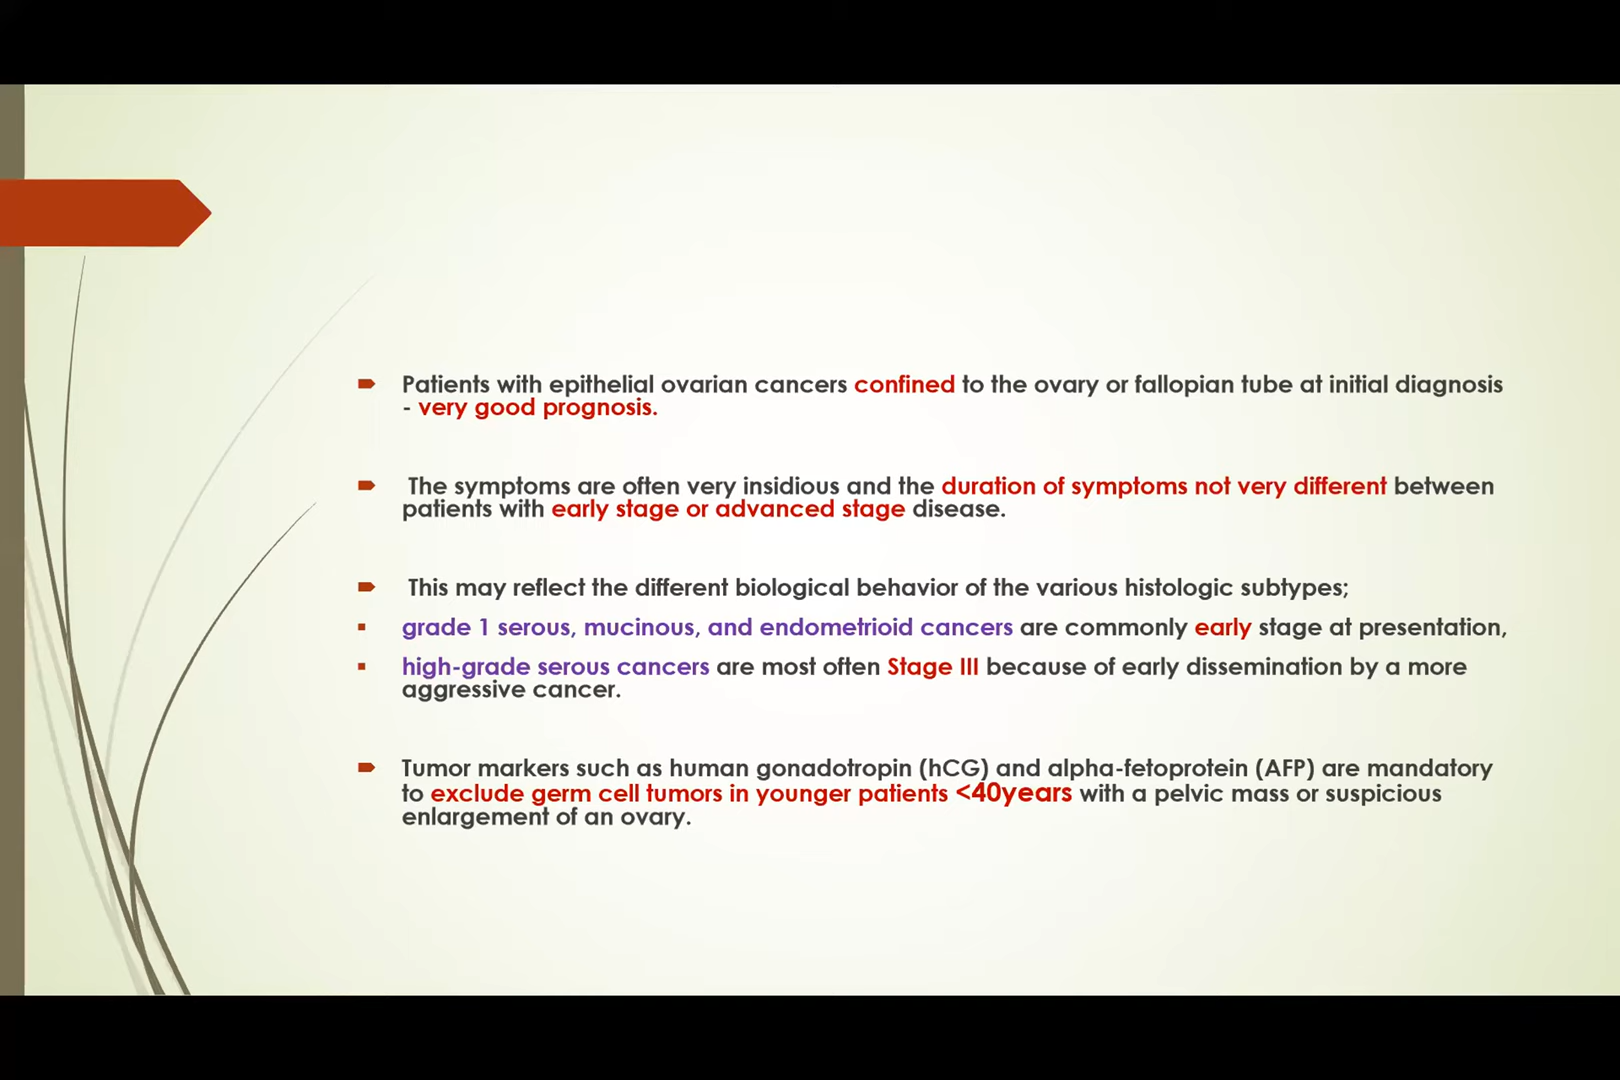 Patients with epithelial ovarian cancers confined to the ovary or fallopian tube at initial diagnosis
- very good prognosis.
The symptoms are often very insidious and the duration of symptoms not very different between
patients with early stage or advanced stage disease.
This may reflect the different biological behavior of the various histologic subtypes;
grade 1 serous, mucinous, and endometrioid cancers are commonly early stage at presentation,
high-grade serous cancers are most often Stage III because of early dissemination by a more
aggressive cancer.
Tumor markers such as human gonadotropin (hCG) and alpha-fetoprotein (AFP) are mandatory
to exclude germ cell tumors in younger patients <40years with a pelvic mass or suspicious
enlargement of an ovary.